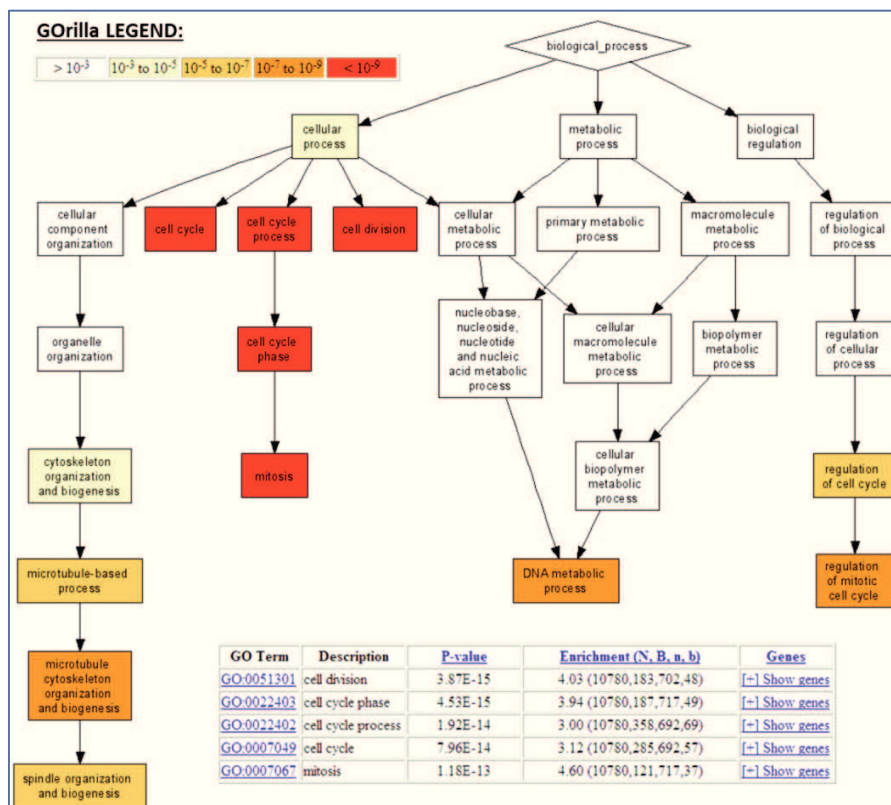 GOrilla LEGEND:
> 10-3 10-3 to 10-5 10-5 to 10-7 10-7 to 10-9 < 10-9
biological_process
cellular
process
metabolic
process
biological
regulation
cellular
component
organization
cell cycle
cell cycle
process
cell division
cellular
metabolic
process
primary metabolic
process
macromolecule
metabolic
process
regulation
of biological
process
organelle
organization
cell cycle
phase
nucleobase,
nucleoside,
nucleotide
and nucleic
acid metabolic
process
cellular
macromolecule
metabolic
process
biopolymer
metabolic
process
regulation
of cellular
process
cytoskeleton
organization
and biogenesis
mitosis
cellular
biopolymer
metabolic
process
regulation
of cell cycle
microtubule-based
process
DNA metabolic
process
regulation
of mitotic
cell cycle
microtubule
cytoskeleton
organization
and biogenesis
spindle organization
and biogenesis
GO Term Description P-value Enrichment (N, B, n, b) Genes
GO:0051301 cell division 3.87E-15 4.03 (10780,183,702,48) [+] Show genes
GO:0022403 cell cycle phase 4.53E-15 3.94 (10780,187,717,49) [+] Show genes
GO:0022402 cell cycle process 1.92E-14 3.00 (10780,358,692,69) [+] Show genes
GO:0007049 cell cycle 7.96E-14 3.12 (10780,285,692,57) [+] Show genes
GO:0007067 mitosis 1.18E-13 4.60 (10780,121,717,37) [+] Show genes